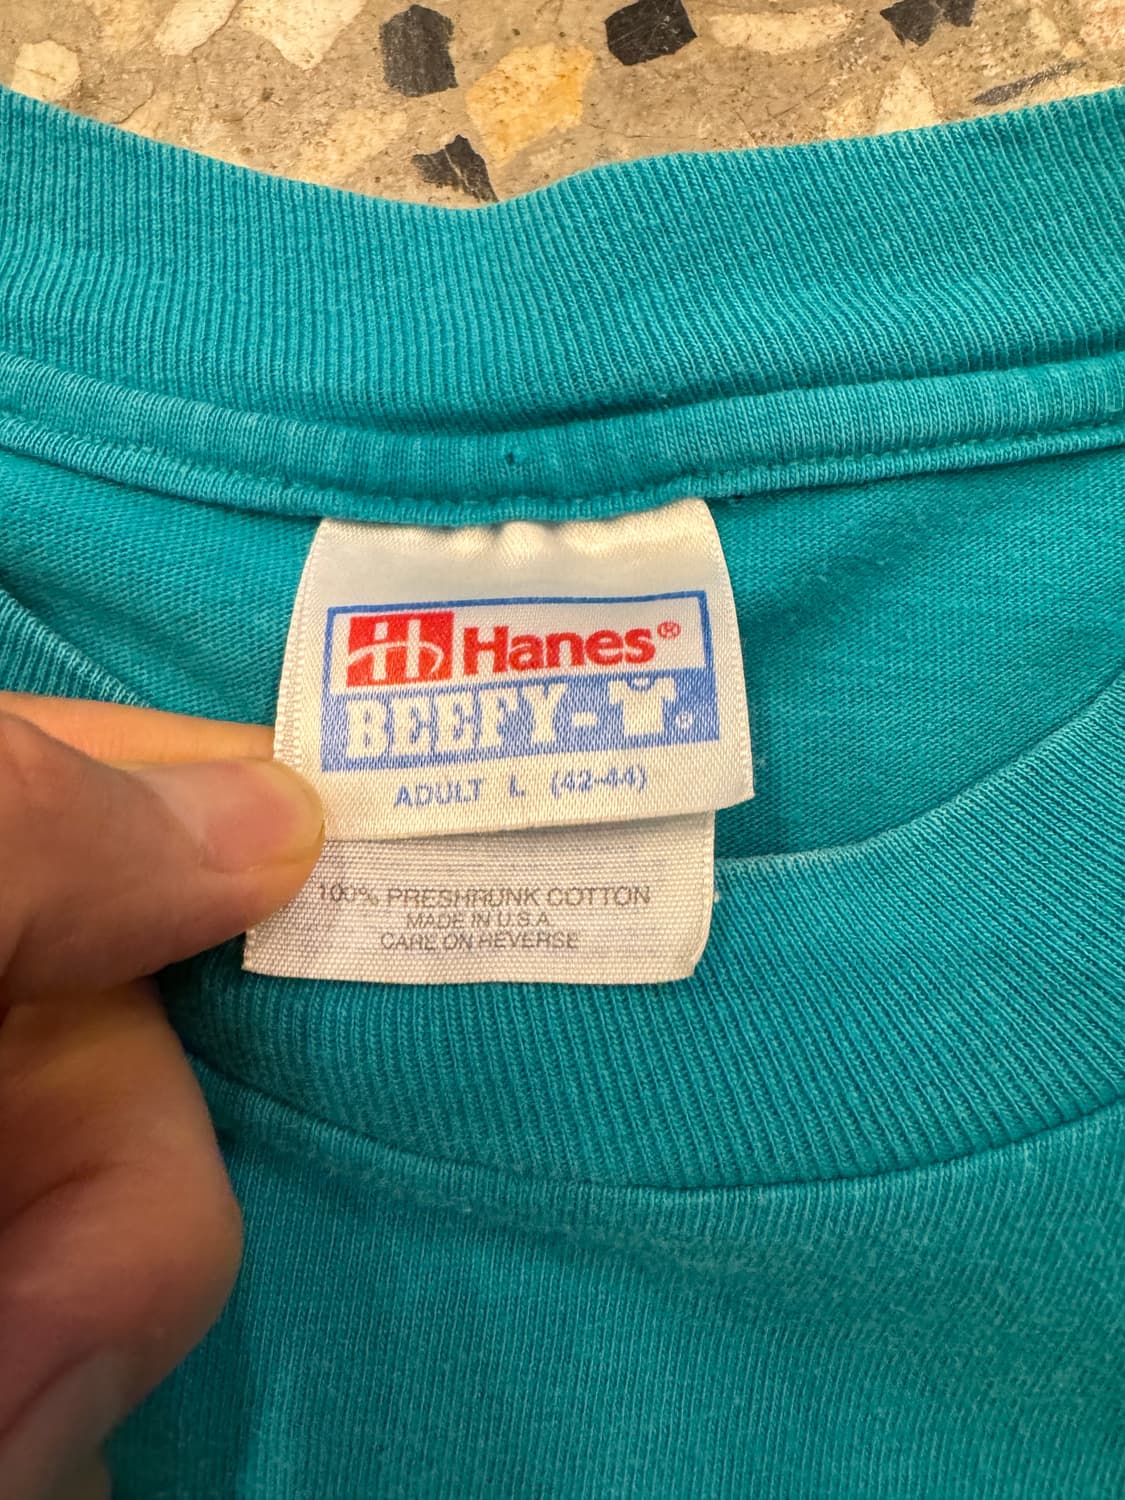 Hanes®
BEEFY-T®
ADULT L (42-44)
100% PRESHRUNK COTTON
MADE IN U.S.A.
CARE ON REVERSE